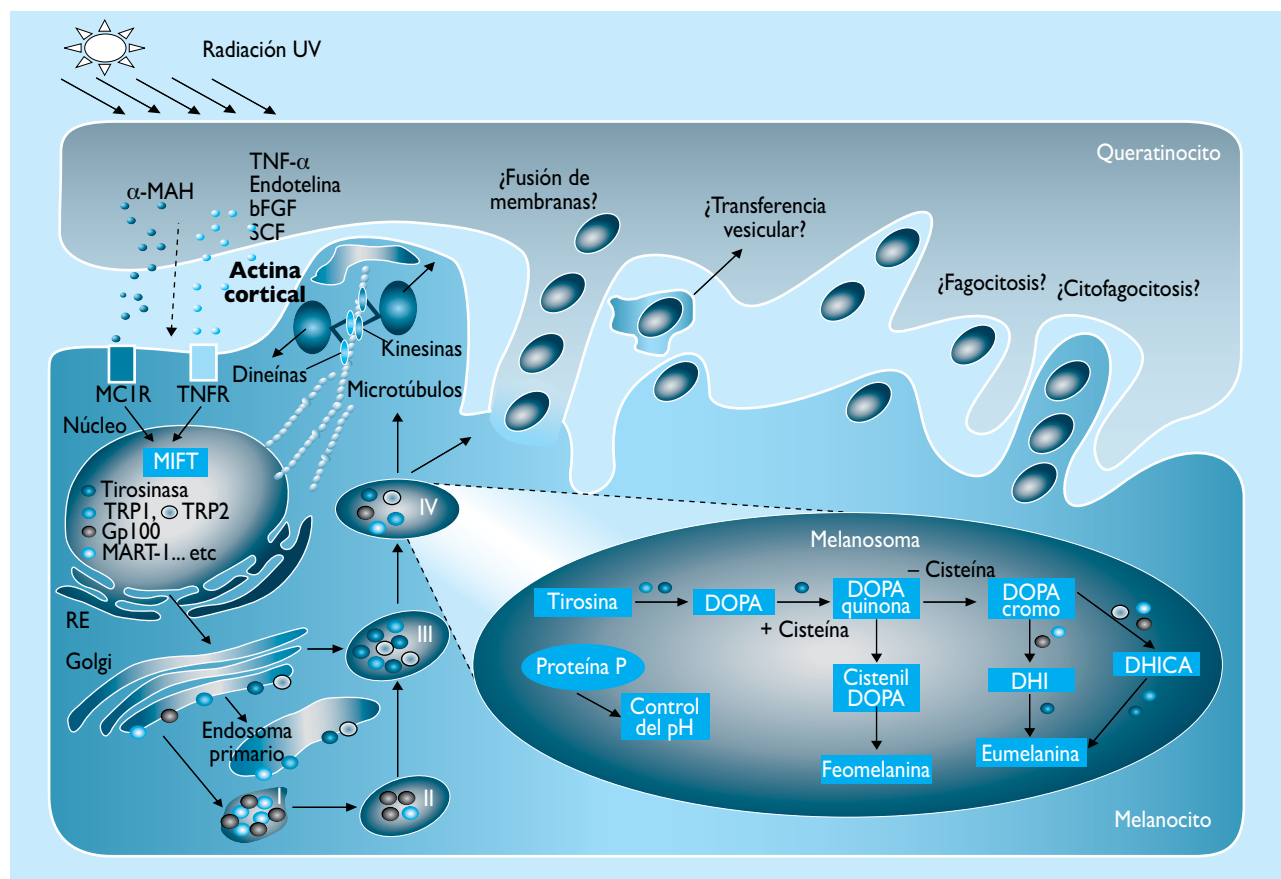 Radiación UV
Queratinocito
α-MAH
TNF-α
Endotelina
bFGF
SCF
Actina
cortical
¿Fusión de
membranas?
¿Transferencia
vesicular?
¿Fagocitosis?
¿Citofagocitosis?
Kinesinas
Dineínas
Microtúbulos
MC1R
TNFR
Núcleo
MIFT
Tirosinasa
TRP1, TRP2
Gp100
MART-1... etc
RE
Golgi
Endosoma
primario
I
II
III
IV
Melanosoma
Tirosina
DOPA
+ Cisteína
DOPA
quinona
– Cisteína
DOPA
cromo
Proteína P
Control
del pH
Cistenil
DOPA
DHI
DHICA
Feomelanina
Eumelanina
Melanocito